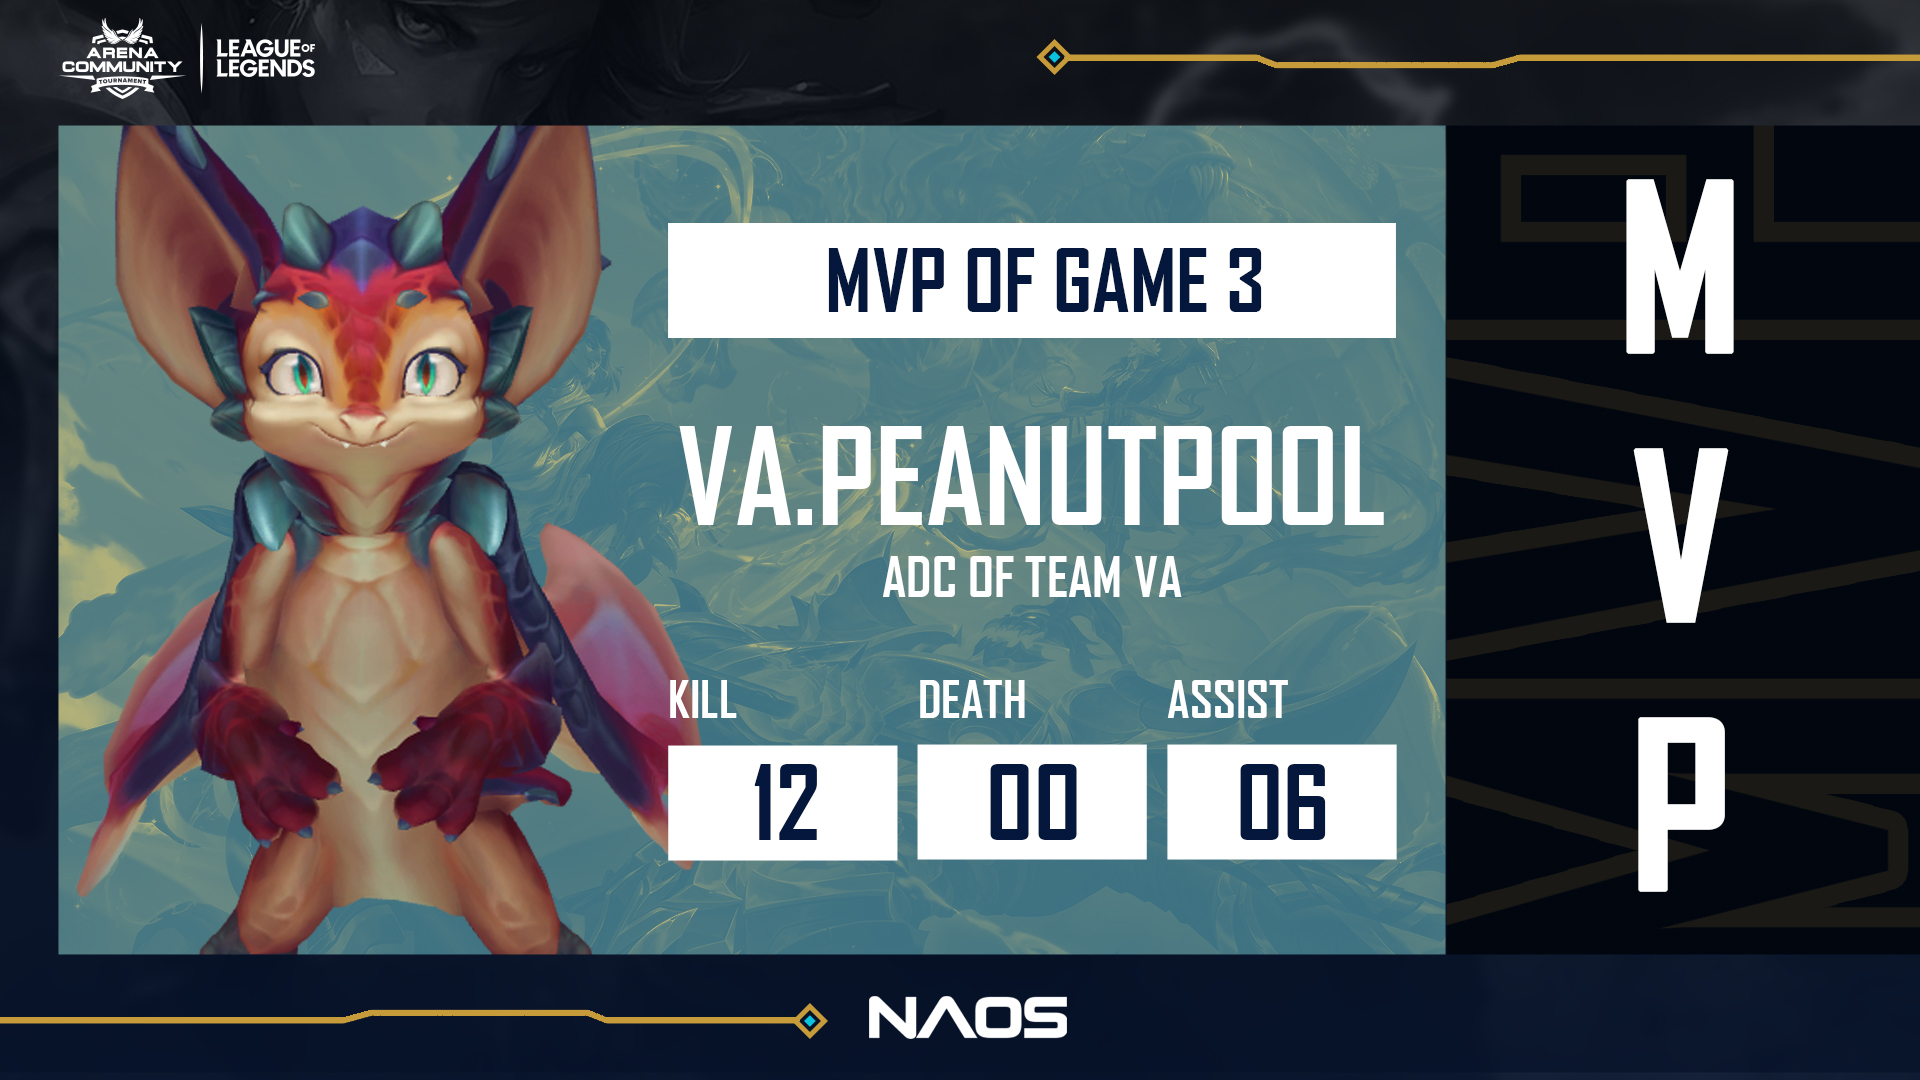 ARENA
COMMUNITY
TOURNAMENT
LEAGUE OF
LEGENDS
MVP OF GAME 3
VA.PEANUTPOOL
ADC OF TEAM VA
KILL
DEATH
ASSIST
12
00
06
M
V
P
NAOS